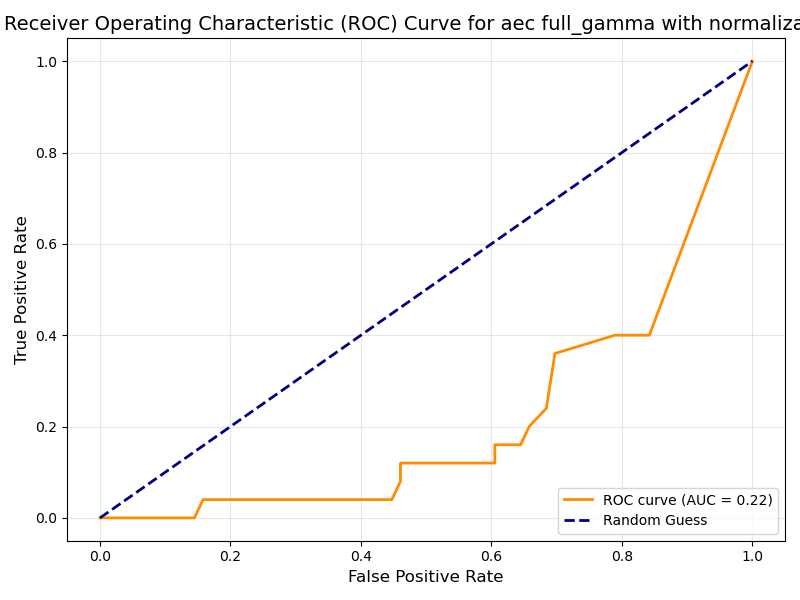 Receiver Operating Characteristic (ROC) Curve for aec full_gamma with normaliza
1.0
0.8
0.6
0.4
0.2
0.0
True Positive Rate
ROC curve (AUC = 0.22)
Random Guess
0.0 0.2 0.4 0.6 0.8 1.0
False Positive Rate